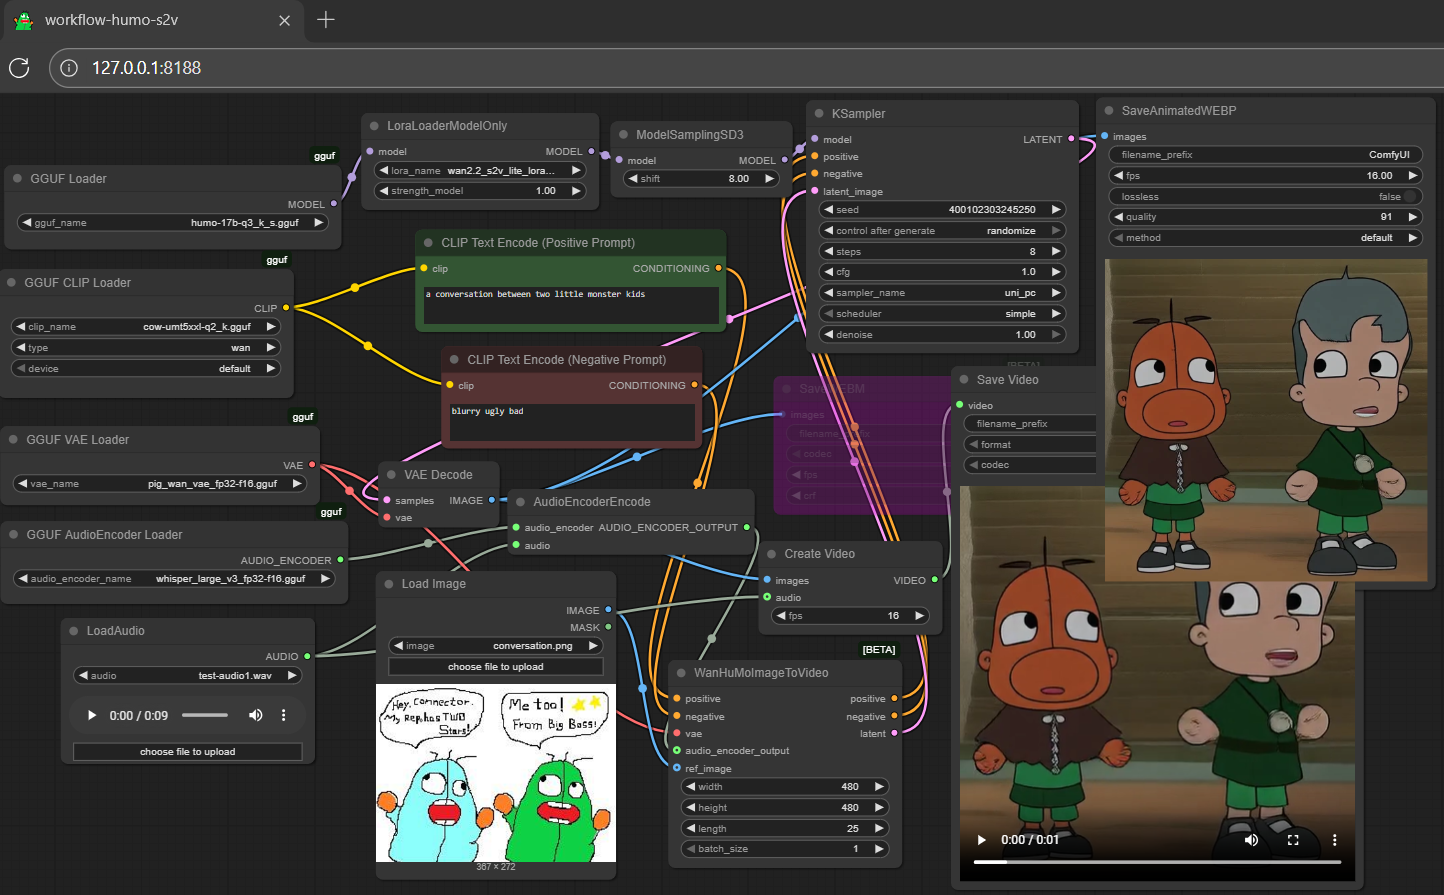 workflow-humo-s2v
127.0.0.1:8188
gguf
GGUF Loader
MODEL
gguf_name humo-17b-q3_k_s.gguf
LoraLoaderModelOnly
model MODEL
lora_name wan2.2_s2v_lite_lora...
strength_model 1.00
ModelSamplingSD3
model MODEL
shift 8.00
KSampler
model LATENT
positive
negative
latent_image
seed 400102303245250
control after generate randomize
steps 8
cfg 1.0
sampler_name uni_pc
scheduler simple
denoise 1.00
SaveAnimatedWEBP
images
filename_prefix ComfyUI
fps 16.00
lossless false
quality 91
method default
gguf
GGUF CLIP Loader
CLIP
clip_name cow-umt5xxl-q2_k.gguf
type wan
device default
CLIP Text Encode (Positive Prompt)
clip CONDITIONING
a conversation between two little monster kids
CLIP Text Encode (Negative Prompt)
clip CONDITIONING
blurry ugly bad
[BETA]
images
filename_prefix
codec
fps
crf
Save Video
video
filename_prefix
format
codec
gguf
GGUF VAE Loader
VAE
vae_name pig_wan_vae_fp32-f16.gguf
VAE Decode
samples IMAGE
vae
AudioEncoderEncode
audio_encoder AUDIO_ENCODER_OUTPUT
audio
gguf
GGUF AudioEncoder Loader
AUDIO_ENCODER
audio_encoder_name whisper_large_v3_fp32-f16.gguf
Create Video
images VIDEO
audio
fps 16
LoadAudio
AUDIO
audio test-audio1.wav
0:00 / 0:09
choose file to upload
Load Image
IMAGE
MASK
image conversation.png
choose file to upload
Hey, Connector.
My Rep has TWO
Stars!
Me too!
From Big Boss!
367 × 272
[BETA]
WanHuMoImageToVideo
positive positive
negative negative
vae latent
audio_encoder_output
ref_image
width 480
height 480
length 25
batch_size 1
0:00 / 0:01